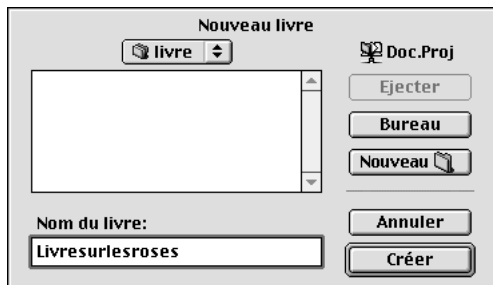 Nouveau livre
livre
Doc.Proj
Ejecter
Bureau
Nouveau
Nom du livre:
Livresurlesroses
Annuler
Créer